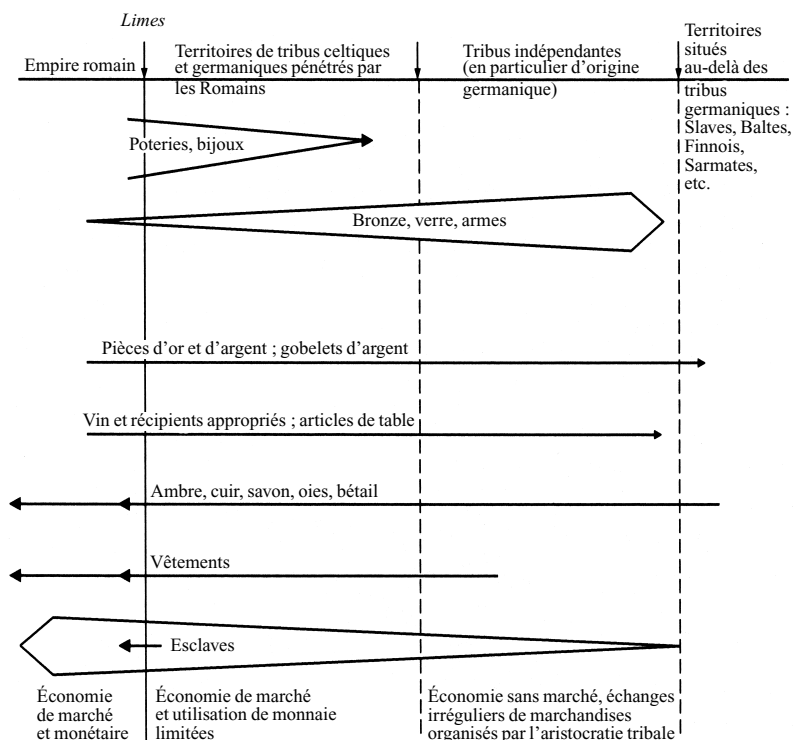 Limes
Empire romain
Territoires de tribus celtiques
et germaniques pénétrés par
les Romains
Tribus indépendantes
(en particulier d’origine
germanique)
Territoires
situés
au-delà des
tribus
germaniques :
Slaves, Baltes,
Finnois,
Sarmates,
etc.
Poteries, bijoux
Bronze, verre, armes
Pièces d’or et d’argent ; gobelets d’argent
Vin et récipients appropriés ; articles de table
Ambre, cuir, savon, oies, bétail
Vêtements
Esclaves
Économie
de marché
et monétaire
Économie de marché
et utilisation de monnaie
limitées
Économie sans marché, échanges
irréguliers de marchandises
organisés par l’aristocratie tribale